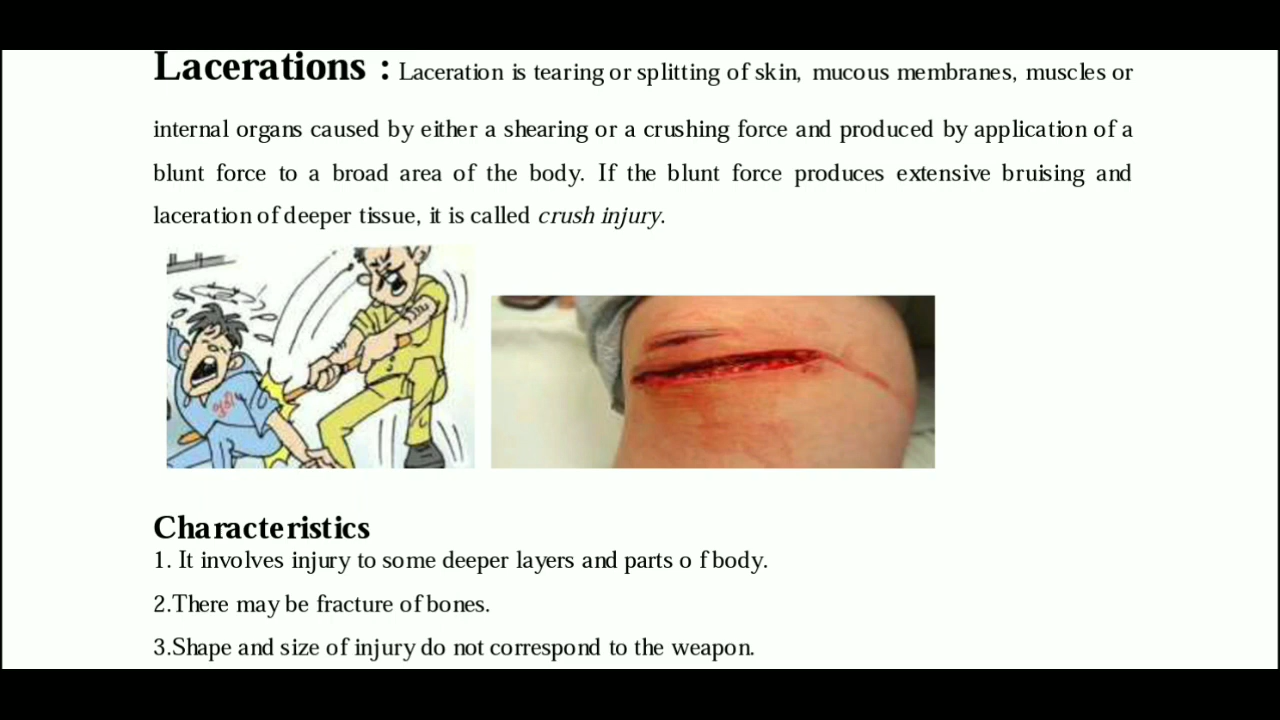 Lacerations : Laceration is tearing or splitting of skin, mucous membranes, muscles or
internal organs caused by either a shearing or a crushing force and produced by application of a
blunt force to a broad area of the body. If the blunt force produces extensive bruising and
laceration of deeper tissue, it is called crush injury.
Characteristics
1. It involves injury to some deeper layers and parts o f body.
2.There may be fracture of bones.
3.Shape and size of injury do not correspond to the weapon.